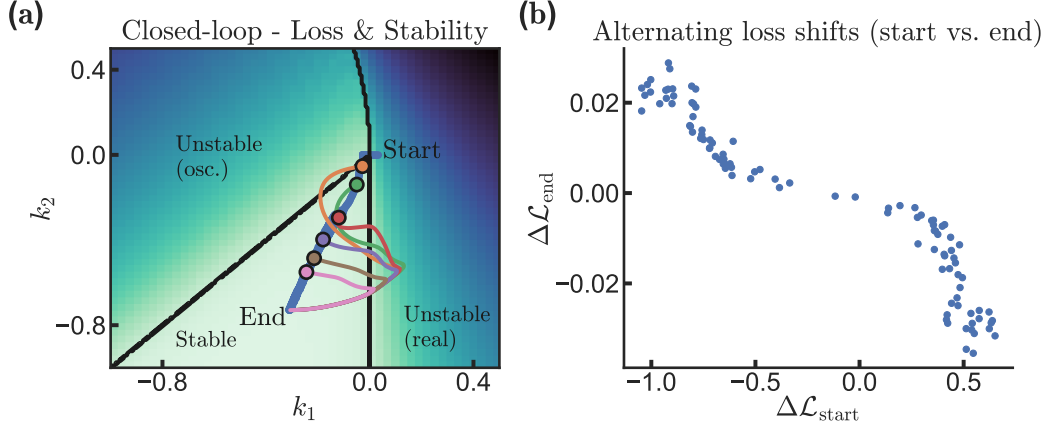 (a)
Closed-loop - Loss & Stability
0.4
0.0
−0.8
k2
Unstable
(osc.)
Start
End
Stable
Unstable
(real)
−0.8
0.0
0.4
k1
(b)
Alternating loss shifts (start vs. end)
0.02
0.00
−0.02
Δℒend
−1.0
−0.5
0.0
0.5
Δℒstart